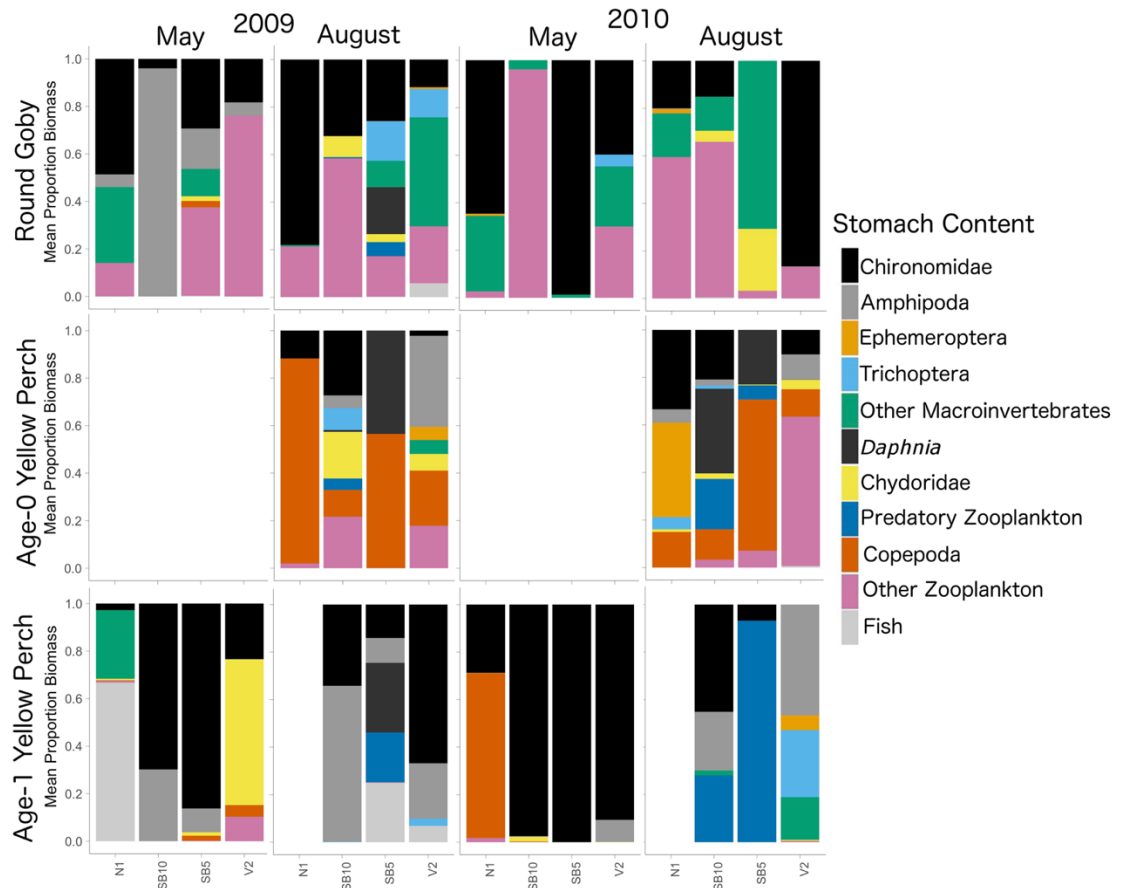 2009
2010
May
August
May
August
Round Goby
Mean Proportion Biomass
1.0
0.8
0.6
0.4
0.2
0.0
Age-0 Yellow Perch
Mean Proportion Biomass
1.0
0.8
0.6
0.4
0.2
0.0
Age-1 Yellow Perch
Mean Proportion Biomass
1.0
0.8
0.6
0.4
0.2
0.0
N1
SB10
SB5
V2
N1
SB10
SB5
V2
N1
SB10
SB5
V2
N1
SB10
SB5
V2
Stomach Content
Chironomidae
Amphipoda
Ephemeroptera
Trichoptera
Other Macroinvertebrates
Daphnia
Chydoridae
Predatory Zooplankton
Copepoda
Other Zooplankton
Fish